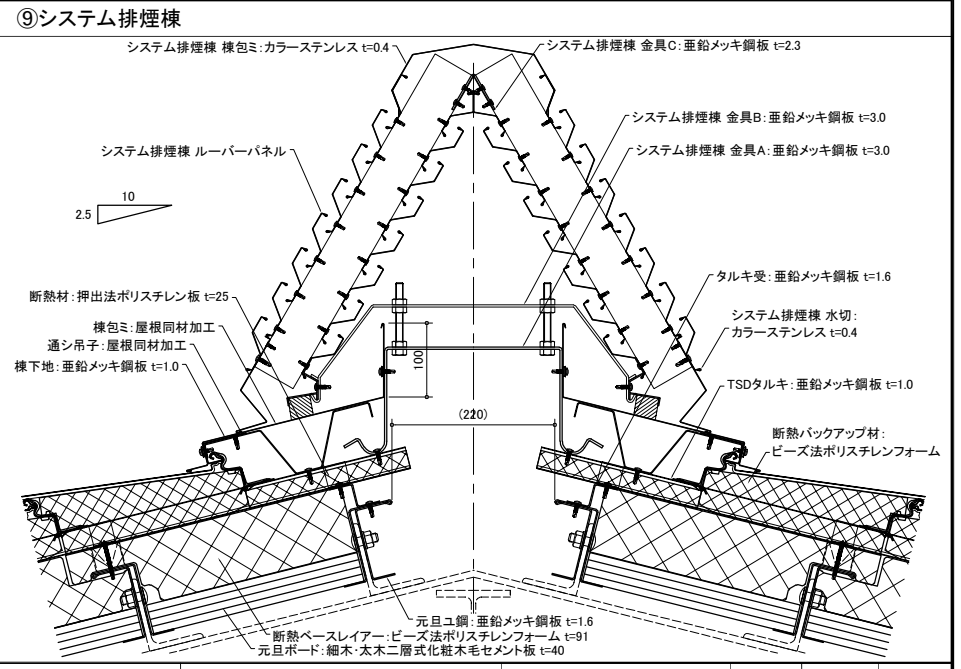 ⑨システム排煙棟
システム排煙棟 棟包ミ:カラーステンレス t=0.4
システム排煙棟 金具C:亜鉛メッキ鋼板 t=2.3
システム排煙棟 金具B:亜鉛メッキ鋼板 t=3.0
システム排煙棟 ルーバーパネル
システム排煙棟 金具A:亜鉛メッキ鋼板 t=3.0
10
2.5
タルキ受:亜鉛メッキ鋼板 t=1.6
断熱材:押出法ポリスチレン板 t=25
システム排煙棟 水切:
カラーステンレス t=0.4
棟包ミ:屋根同材加工
通シ吊子:屋根同材加工
棟下地:亜鉛メッキ鋼板 t=1.0
100
TSDタルキ:亜鉛メッキ鋼板 t=1.0
(220)
断熱バックアップ材:
ビーズ法ポリスチレンフォーム
元旦ユ鋼:亜鉛メッキ鋼板 t=1.6
断熱ベースレイアー:ビーズ法ポリスチレンフォーム t=91
元旦ボード:細木・太木二層式化粧木毛セメント板 t=40